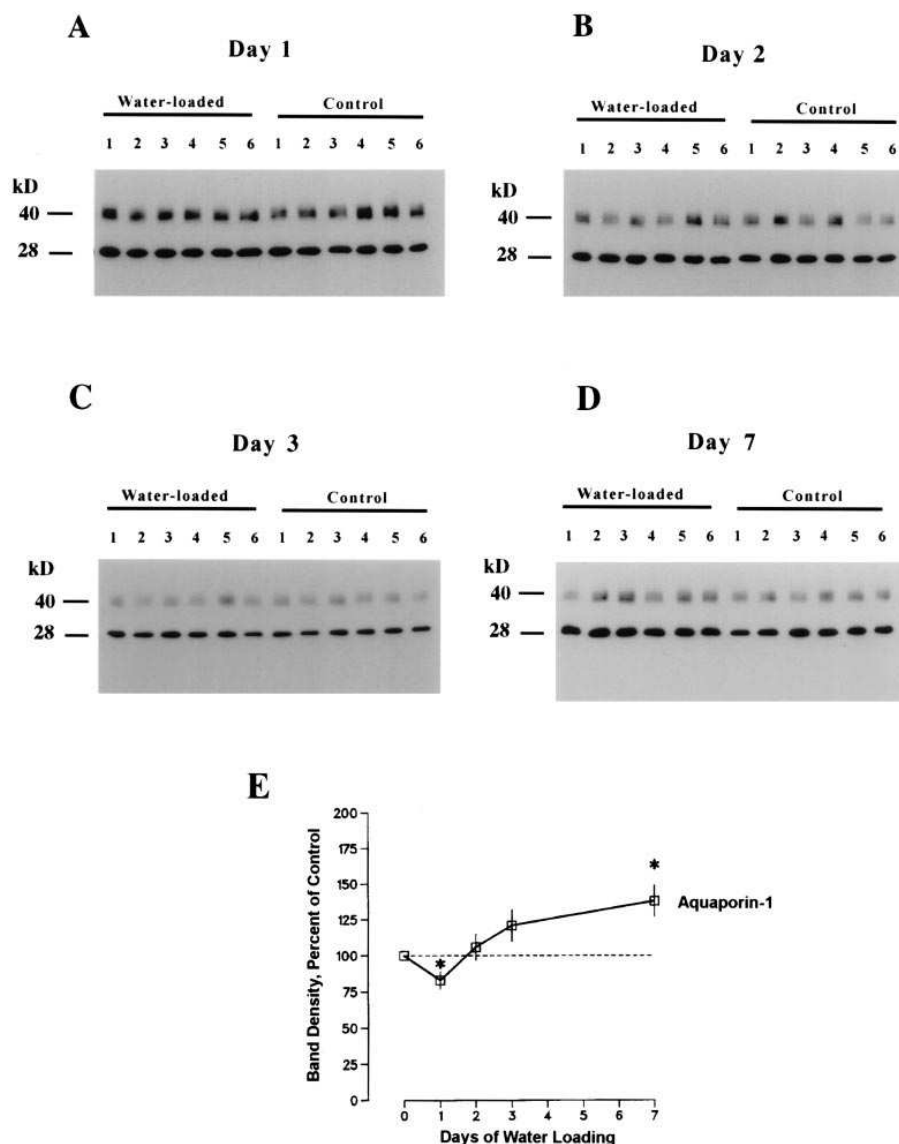 A
Day 1
Water-loaded Control
1 2 3 4 5 6 1 2 3 4 5 6
kD
40
28
B
Day 2
Water-loaded Control
1 2 3 4 5 6 1 2 3 4 5 6
kD
40
28
C
Day 3
Water-loaded Control
1 2 3 4 5 6 1 2 3 4 5 6
kD
40
28
D
Day 7
Water-loaded Control
1 2 3 4 5 6 1 2 3 4 5 6
kD
40
28
E
Band Density, Percent of Control
200
175
150
125
100
75
50
25
0
*
*
Aquaporin-1
0 1 2 3 4 5 6 7
Days of Water Loading